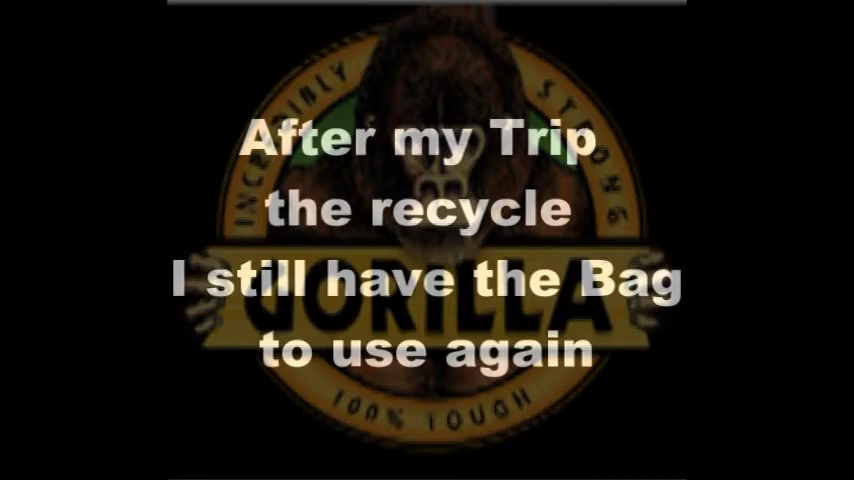 After my Trip
the recycle
I still have the Bag
to use again
INCREDIBLY STRONG
GORILLA
100% TOUGH